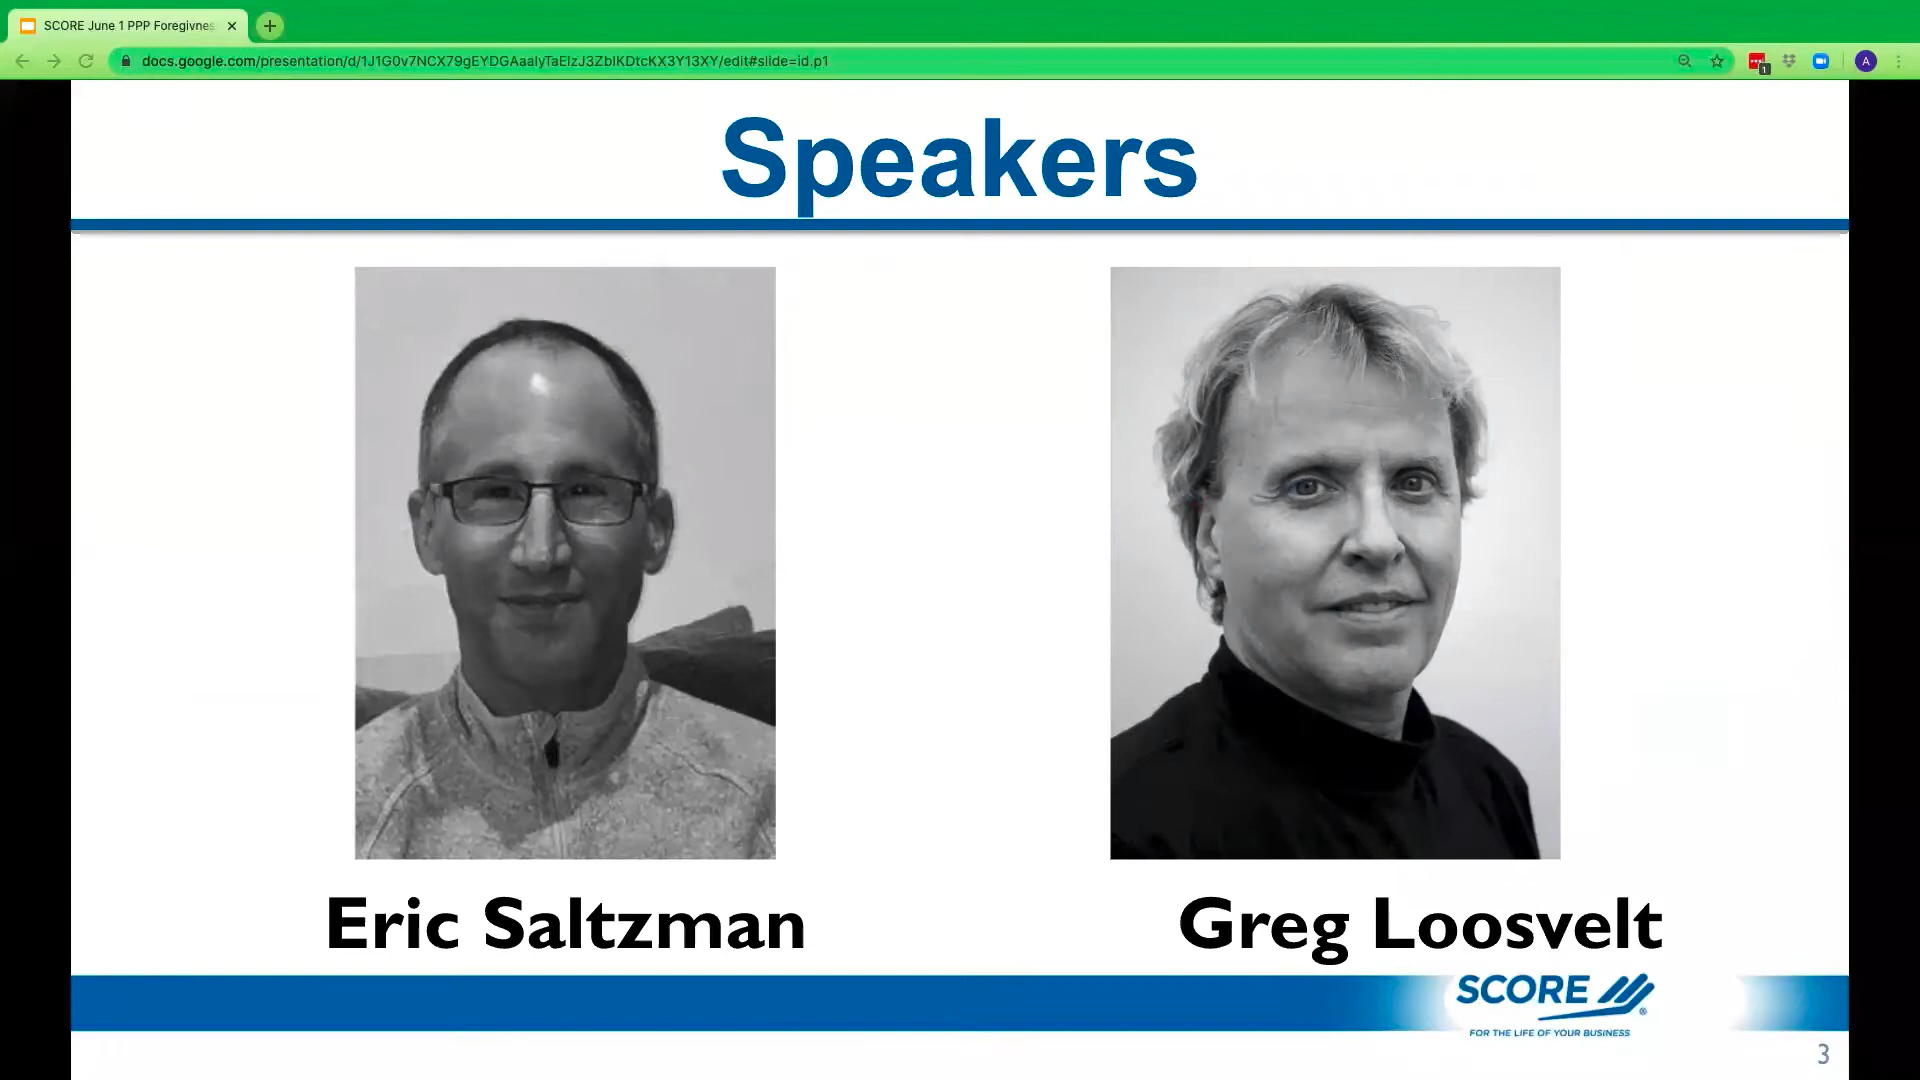 SCORE June 1 PPP Foregivnes
docs.google.com/presentation/d/1J1G0v7NCX79gEYDGAaalyTaElzJ3ZbIKDtcKX3Y13XY/edit#slide=id.p1
1
A
Speakers
Eric Saltzman
Greg Loosvelt
SCORE
®
FOR THE LIFE OF YOUR BUSINESS
3